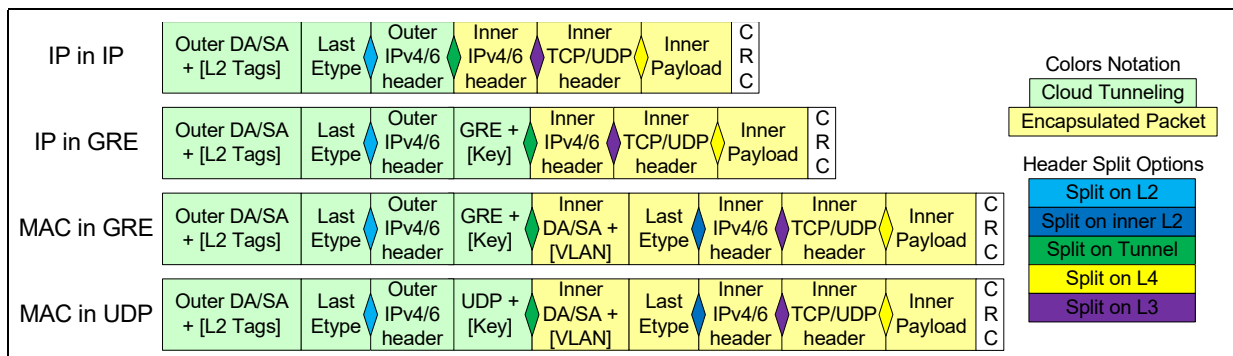 IP in IP
Outer DA/SA
+ [L2 Tags]
Last
Etype
Outer
IPv4/6
header
Inner
IPv4/6
header
Inner
TCP/UDP
header
Inner
Payload
C
R
C
IP in GRE
Outer DA/SA
+ [L2 Tags]
Last
Etype
Outer
IPv4/6
header
GRE +
[Key]
Inner
IPv4/6
header
Inner
TCP/UDP
header
Inner
Payload
C
R
C
MAC in GRE
Outer DA/SA
+ [L2 Tags]
Last
Etype
Outer
IPv4/6
header
GRE +
[Key]
Inner
DA/SA +
[VLAN]
Last
Etype
Inner
IPv4/6
header
Inner
TCP/UDP
header
Inner
Payload
C
R
C
MAC in UDP
Outer DA/SA
+ [L2 Tags]
Last
Etype
Outer
IPv4/6
header
UDP +
[Key]
Inner
DA/SA +
[VLAN]
Last
Etype
Inner
IPv4/6
header
Inner
TCP/UDP
header
Inner
Payload
C
R
C
Colors Notation
Cloud Tunneling
Encapsulated Packet
Header Split Options
Split on L2
Split on inner L2
Split on Tunnel
Split on L4
Split on L3